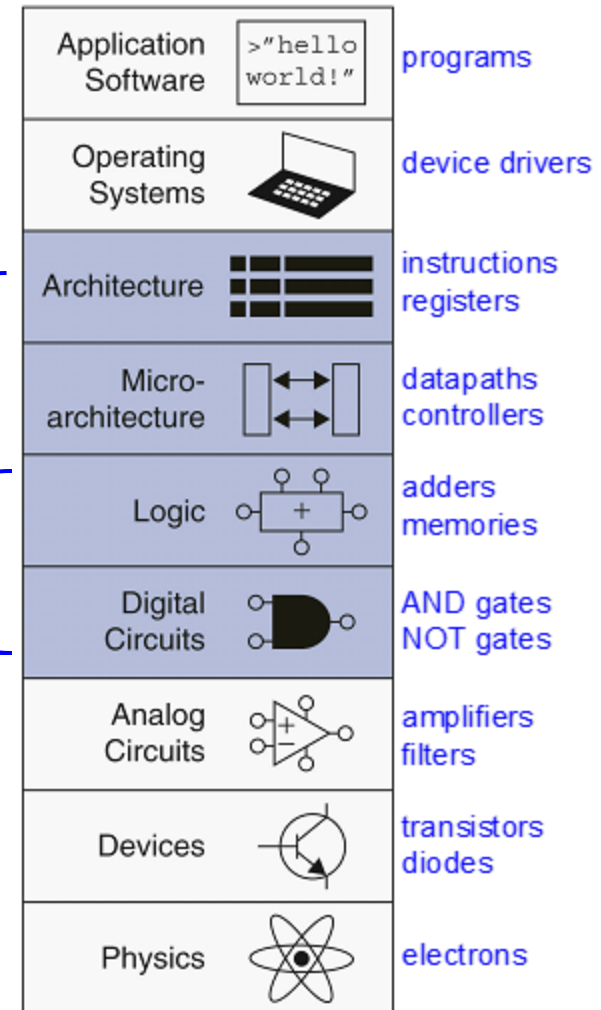 Application
Software
>"hello
world!"
programs
Operating
Systems
device drivers
Architecture
instructions
registers
Micro-
architecture
datapaths
controllers
Logic
+
adders
memories
Digital
Circuits
AND gates
NOT gates
Analog
Circuits
+
−
amplifiers
filters
Devices
transistors
diodes
Physics
electrons